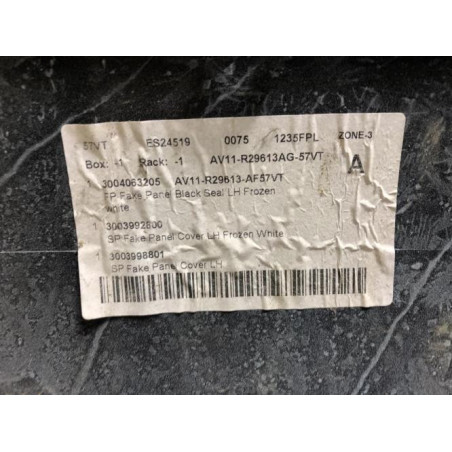 57VT ES24519 0075 1235FPL ZONE-3
Box: -1 Rack: -1 AV11-R29613AG-57VT A
1 3004063205 AV11-R29613-AF57VT
FP Fake Panel Black Seal LH Frozen
white
1 3003992800
SP Fake Panel Cover LH Frozen White
1 3003998801
SP Fake Panel Cover LH